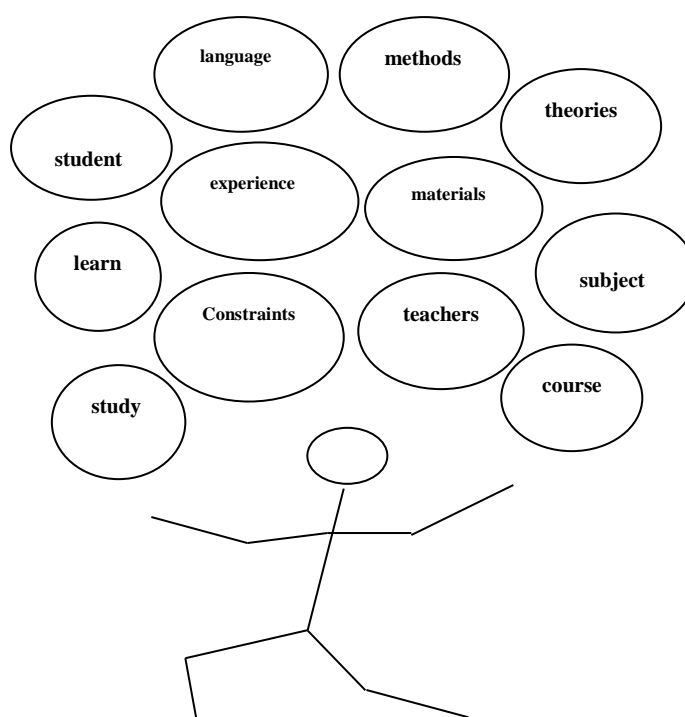 language
methods
theories
student
experience
materials
learn
subject
Constraints
teachers
study
course